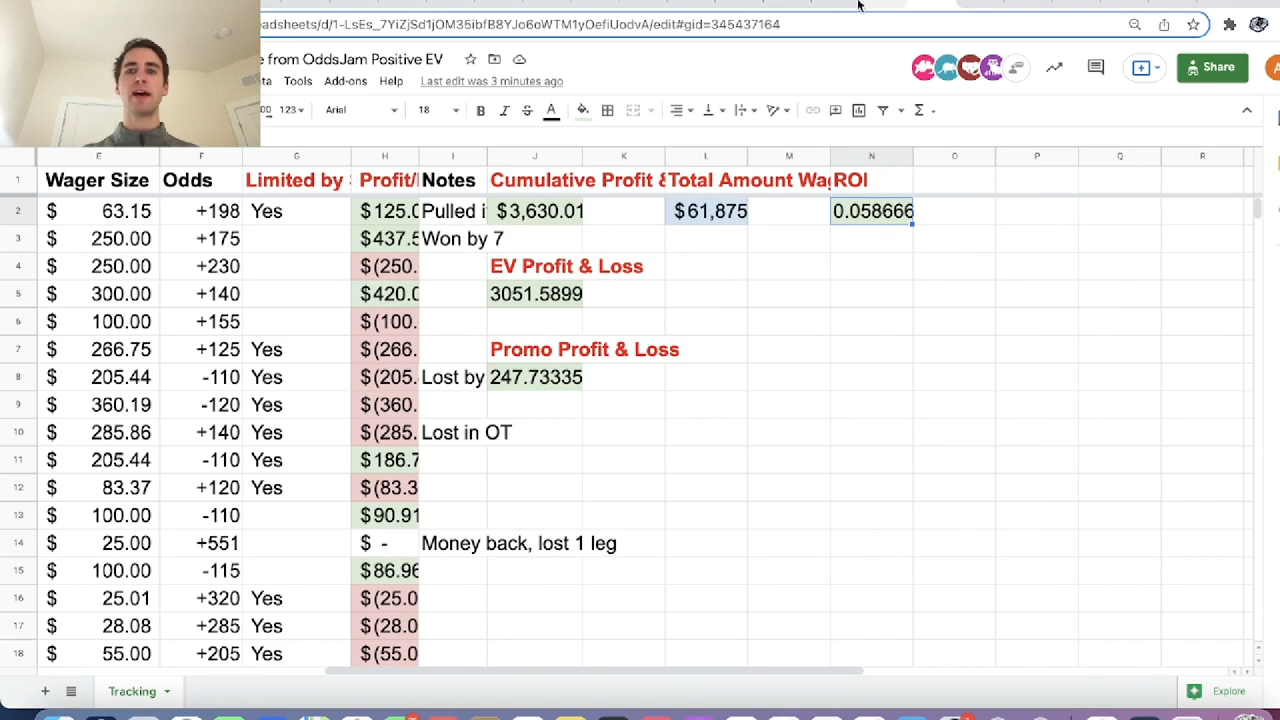 eadsheets/d/1-LsEs_7YiZjSd1jOM35ibfB8YJo6oWTM1yOefiUodvA/edit#gid=345437164
e from OddsJam Positive EV
ta Tools Add-ons Help Last edit was 3 minutes ago
Share
00 123 Arial 18 B I S A
E F G H I J K L M N O P Q R
1 Wager Size Odds Limited by Profit/ Notes Cumulative Profit & Total Amount Wag ROI
2 $ 63.15 +198 Yes $125.0 Pulled i $3,630.01 $61,875 0.058666
3 $ 250.00 +175 $437.5 Won by 7
4 $ 250.00 +230 $(250. EV Profit & Loss
5 $ 300.00 +140 $420.0 3051.5899
6 $ 100.00 +155 $(100.
7 $ 266.75 +125 Yes $(266. Promo Profit & Loss
8 $ 205.44 -110 Yes $(205. Lost by 247.73335
9 $ 360.19 -120 Yes $(360.
10 $ 285.86 +140 Yes $(285. Lost in OT
11 $ 205.44 -110 Yes $186.7
12 $ 83.37 +120 Yes $(83.3
13 $ 100.00 -110 $90.91
14 $ 25.00 +551 $ - Money back, lost 1 leg
15 $ 100.00 -115 $86.96
16 $ 25.01 +320 Yes $(25.0
17 $ 28.08 +285 Yes $(28.0
18 $ 55.00 +205 Yes $(55.0
Tracking
Explore